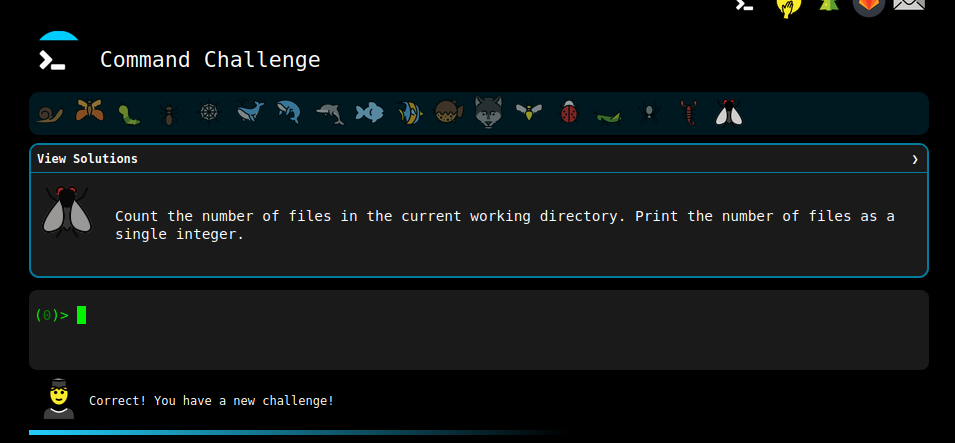 Command Challenge
View Solutions ❯
Count the number of files in the current working directory. Print the number of files as a
single integer.
(0)>
Correct! You have a new challenge!